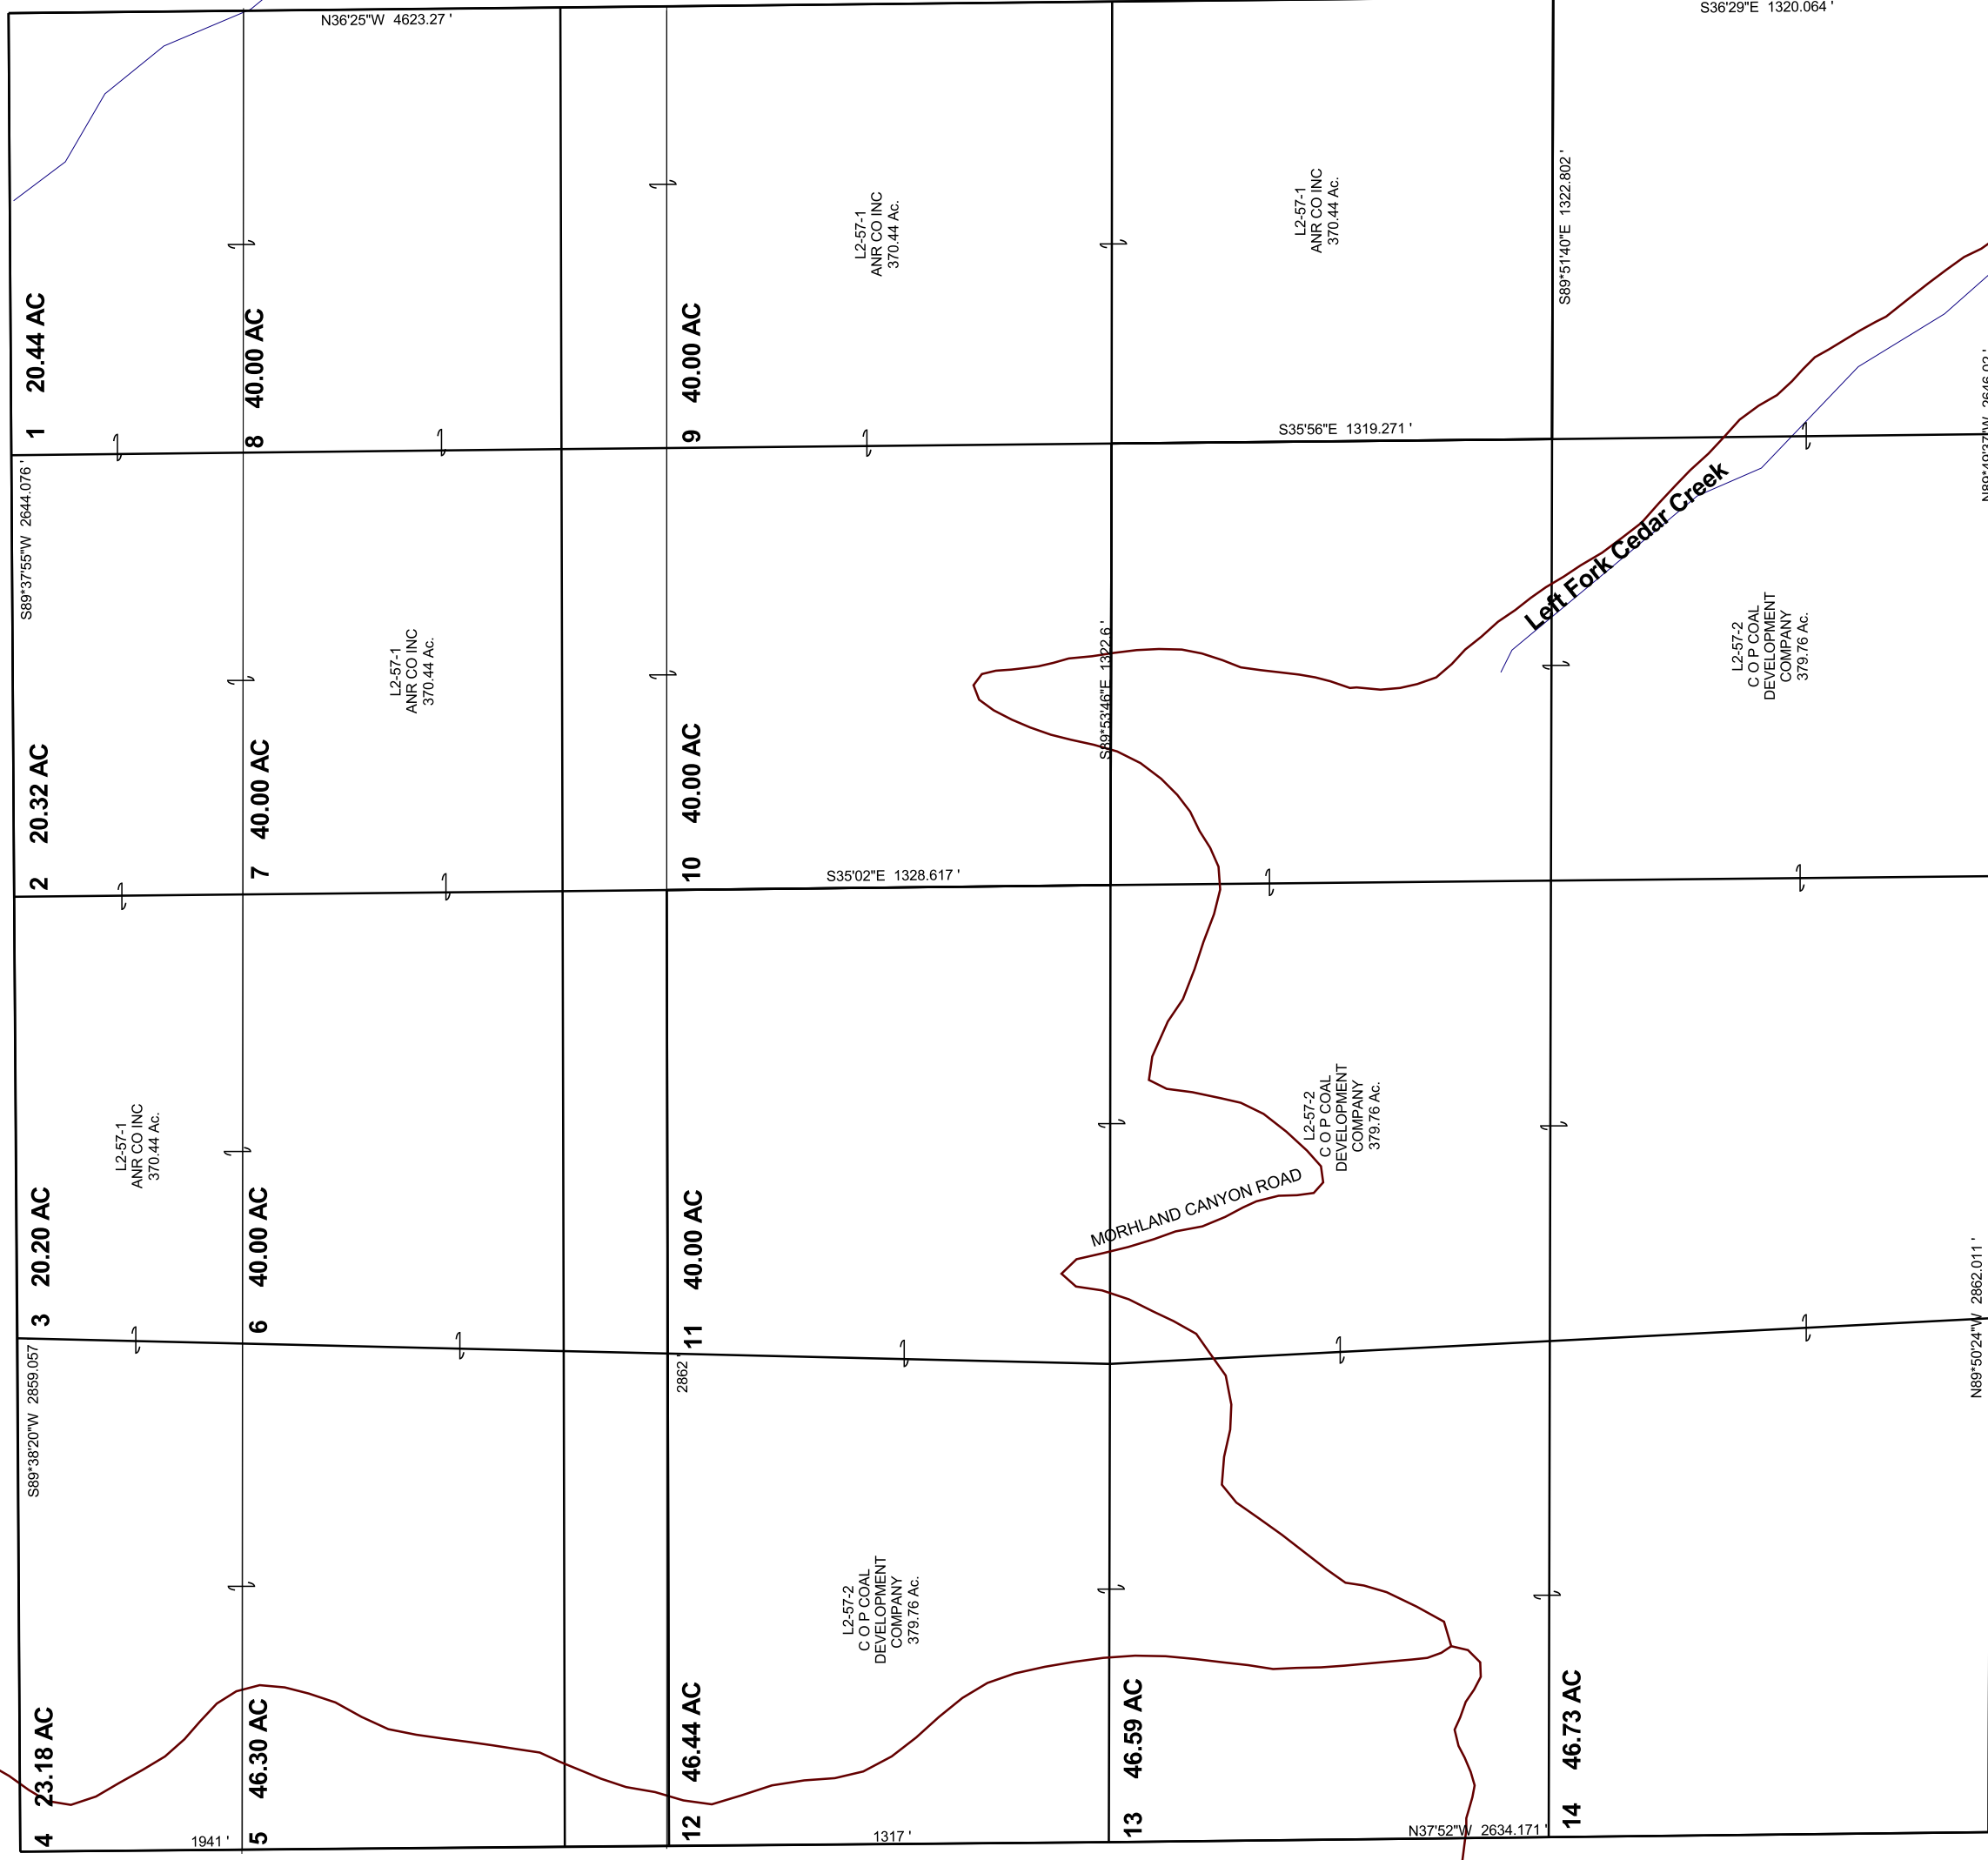 N36'25"W 4623.27 '
S36'29"E 1320.064 '
L2-57-1
ANR CO INC
370.44 Ac.
L2-57-1
ANR CO INC
370.44 Ac.
S89*51'40"E 1322.802 '
1 20.44 AC
8 40.00 AC
9 40.00 AC
S35'56"E 1319.271 '
N89*49'37"W 2646.02 '
S89*37'55"W 2644.076 '
Left Fork Cedar Creek
L2-57-1
ANR CO INC
370.44 Ac.
S89*53'46"E 1322.6 '
L2-57-2
C O P COAL
DEVELOPMENT
COMPANY
379.76 Ac.
2 20.32 AC
7 40.00 AC
10 40.00 AC
S35'02"E 1328.617 '
L2-57-1
ANR CO INC
370.44 Ac.
L2-57-2
C O P COAL
DEVELOPMENT
COMPANY
379.76 Ac.
MORHLAND CANYON ROAD
3 20.20 AC
6 40.00 AC
11 40.00 AC
S89*38'20"W 2859.057
2862 '
N89*50'24"W 2862.011 '
L2-57-2
C O P COAL
DEVELOPMENT
COMPANY
379.76 Ac.
4 23.18 AC
5 46.30 AC
12 46.44 AC
13 46.59 AC
14 46.73 AC
1941 '
1317 '
N37'52"W 2634.171 '